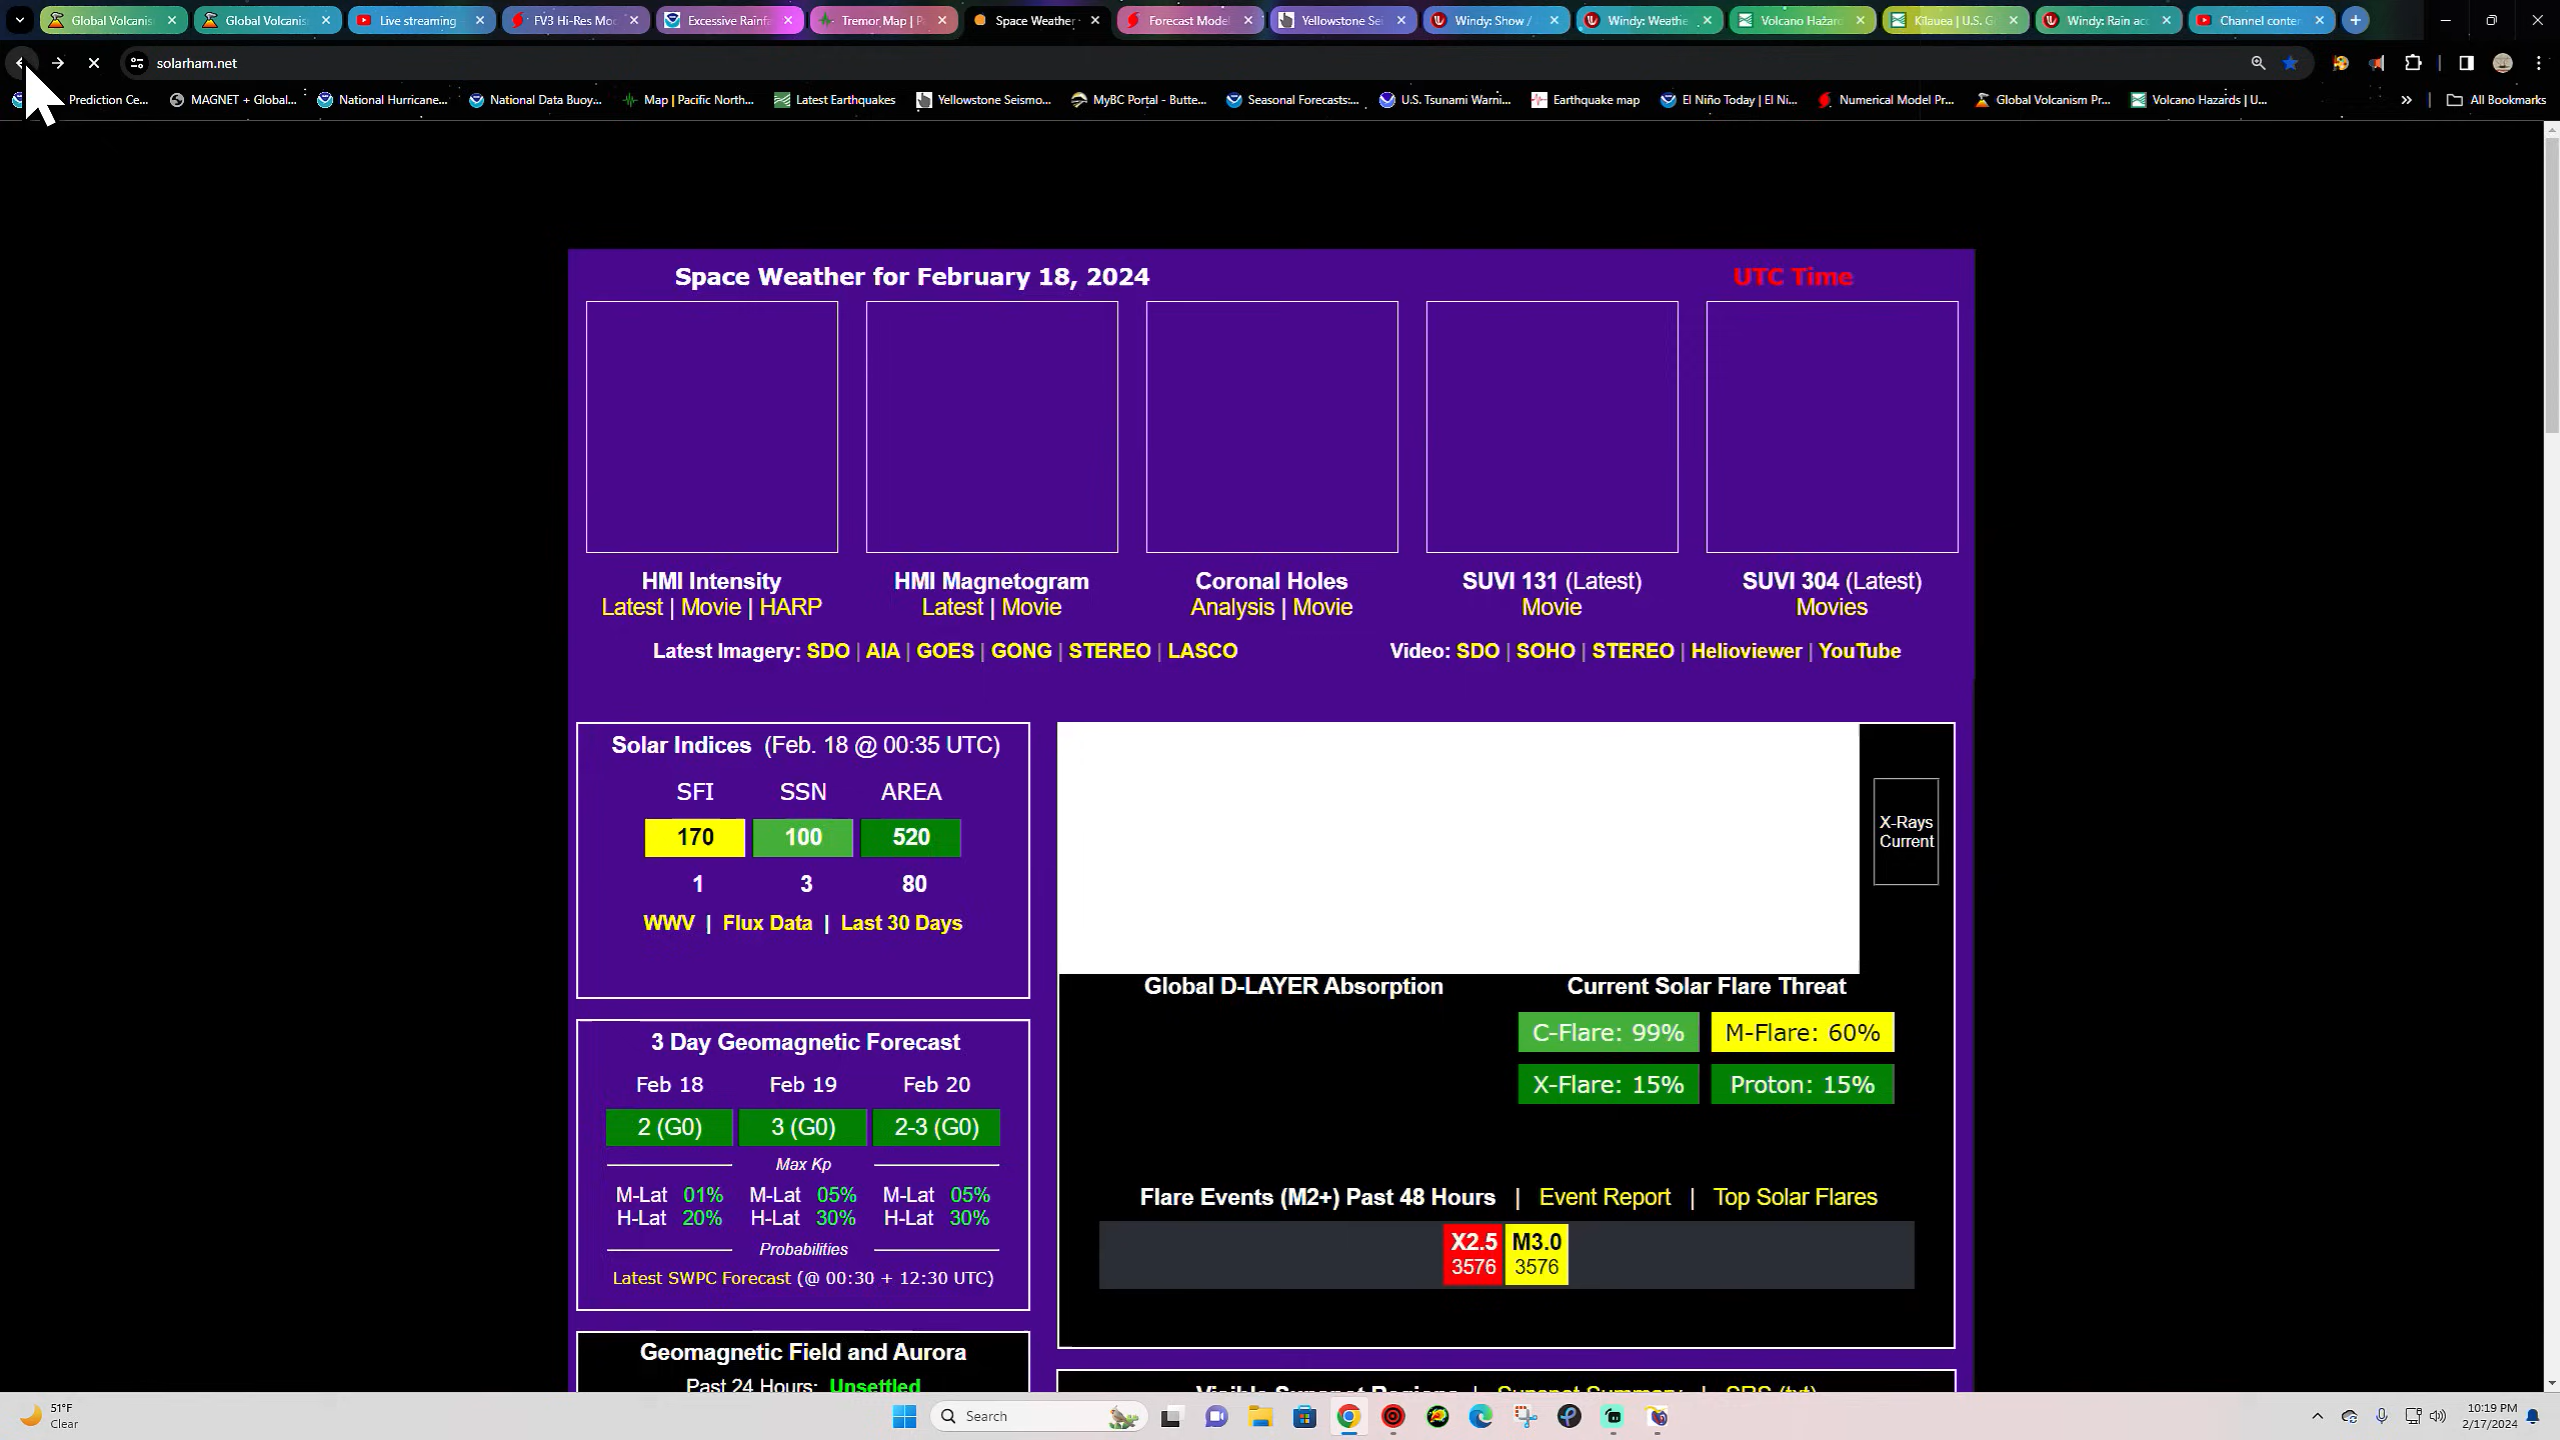 Global Volcanis
Global Volcanis
Live streaming
FV3 Hi-Res Mo
Excessive Rainfa
Tremor Map | P
Space Weather
Forecast Model
Yellowstone Sei
Windy: Show /
Windy: Weathe
Volcano Hazard
Kilauea | U.S. G
Windy: Rain acc
Channel conten
solarham.net
Prediction Ce...
MAGNET + Global...
National Hurricane...
National Data Buoy...
Map | Pacific North...
Latest Earthquakes
Yellowstone Seismo...
MyBC Portal - Butte...
Seasonal Forecasts:...
U.S. Tsunami Warni...
Earthquake map
El Niño Today | El Ni...
Numerical Model Pr...
Global Volcanism Pr...
Volcano Hazards | U...
All Bookmarks
Space Weather for February 18, 2024
UTC Time
HMI Intensity
Latest | Movie | HARP
HMI Magnetogram
Latest | Movie
Coronal Holes
Analysis | Movie
SUVI 131 (Latest)
Movie
SUVI 304 (Latest)
Movies
Latest Imagery: SDO | AIA | GOES | GONG | STEREO | LASCO
Video: SDO | SOHO | STEREO | Helioviewer | YouTube
Solar Indices (Feb. 18 @ 00:35 UTC)
SFI SSN AREA
170 100 520
1 3 80
WWV | Flux Data | Last 30 Days
X-Rays
Current
Global D-LAYER Absorption
Current Solar Flare Threat
C-Flare: 99% M-Flare: 60%
X-Flare: 15% Proton: 15%
3 Day Geomagnetic Forecast
Feb 18 Feb 19 Feb 20
2 (G0) 3 (G0) 2-3 (G0)
Max Kp
M-Lat 01% M-Lat 05% M-Lat 05%
H-Lat 20% H-Lat 30% H-Lat 30%
Probabilities
Latest SWPC Forecast (@ 00:30 + 12:30 UTC)
Flare Events (M2+) Past 48 Hours | Event Report | Top Solar Flares
X2.5 M3.0
3576 3576
Geomagnetic Field and Aurora
Past 24 Hours: Unsettled
Visible Sunspot Regions | Sunspot Summary | SRS (txt)
51°F
Clear
Search
10:19 PM
2/17/2024